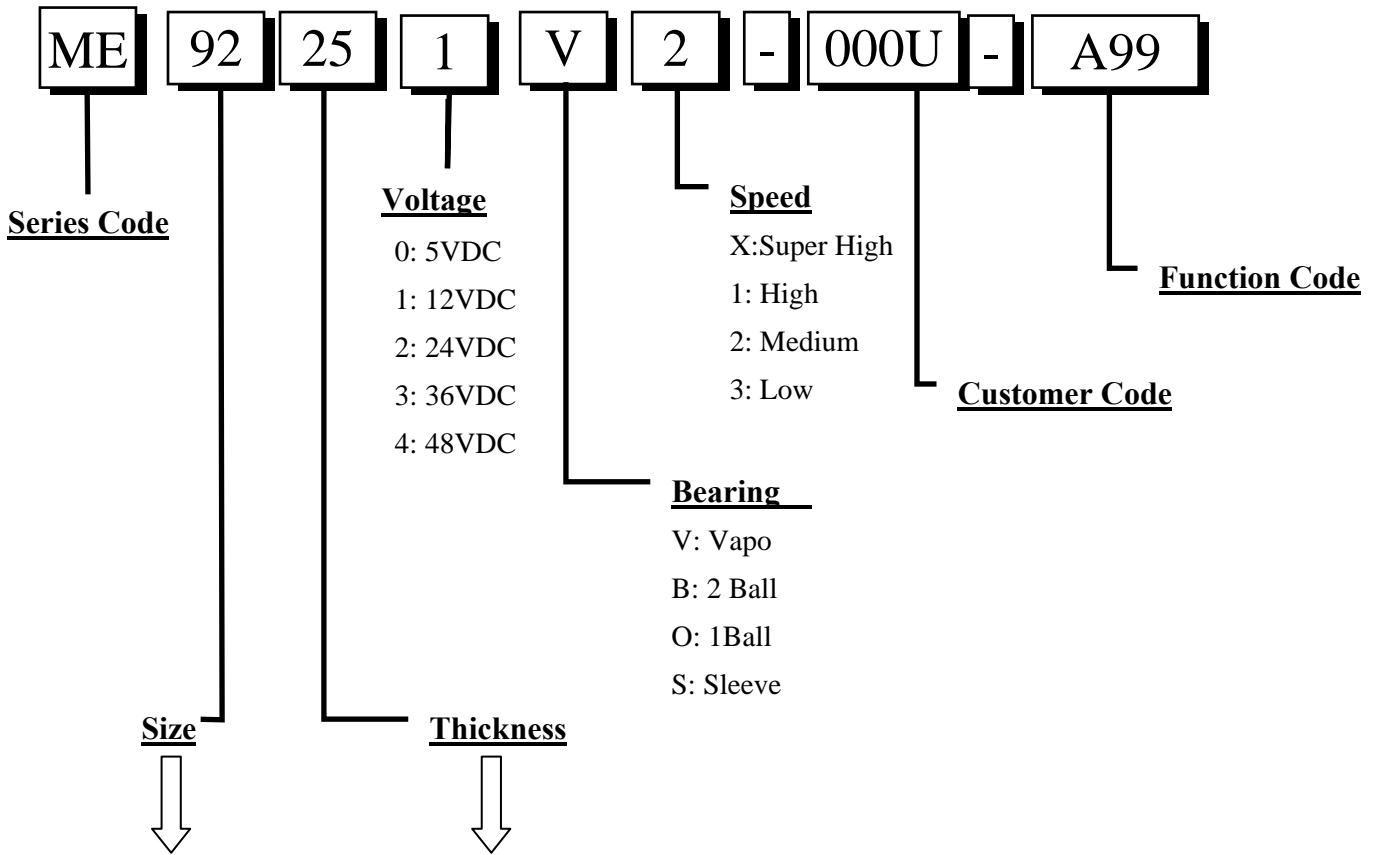 ME 92 25 1 V 2 - 000U - A99
Series Code
Voltage
0: 5VDC
1: 12VDC
2: 24VDC
3: 36VDC
4: 48VDC
Speed
X:Super High
1: High
2: Medium
3: Low
Function Code
Customer Code
Bearing
V: Vapo
B: 2 Ball
O: 1Ball
S: Sleeve
Size
Thickness